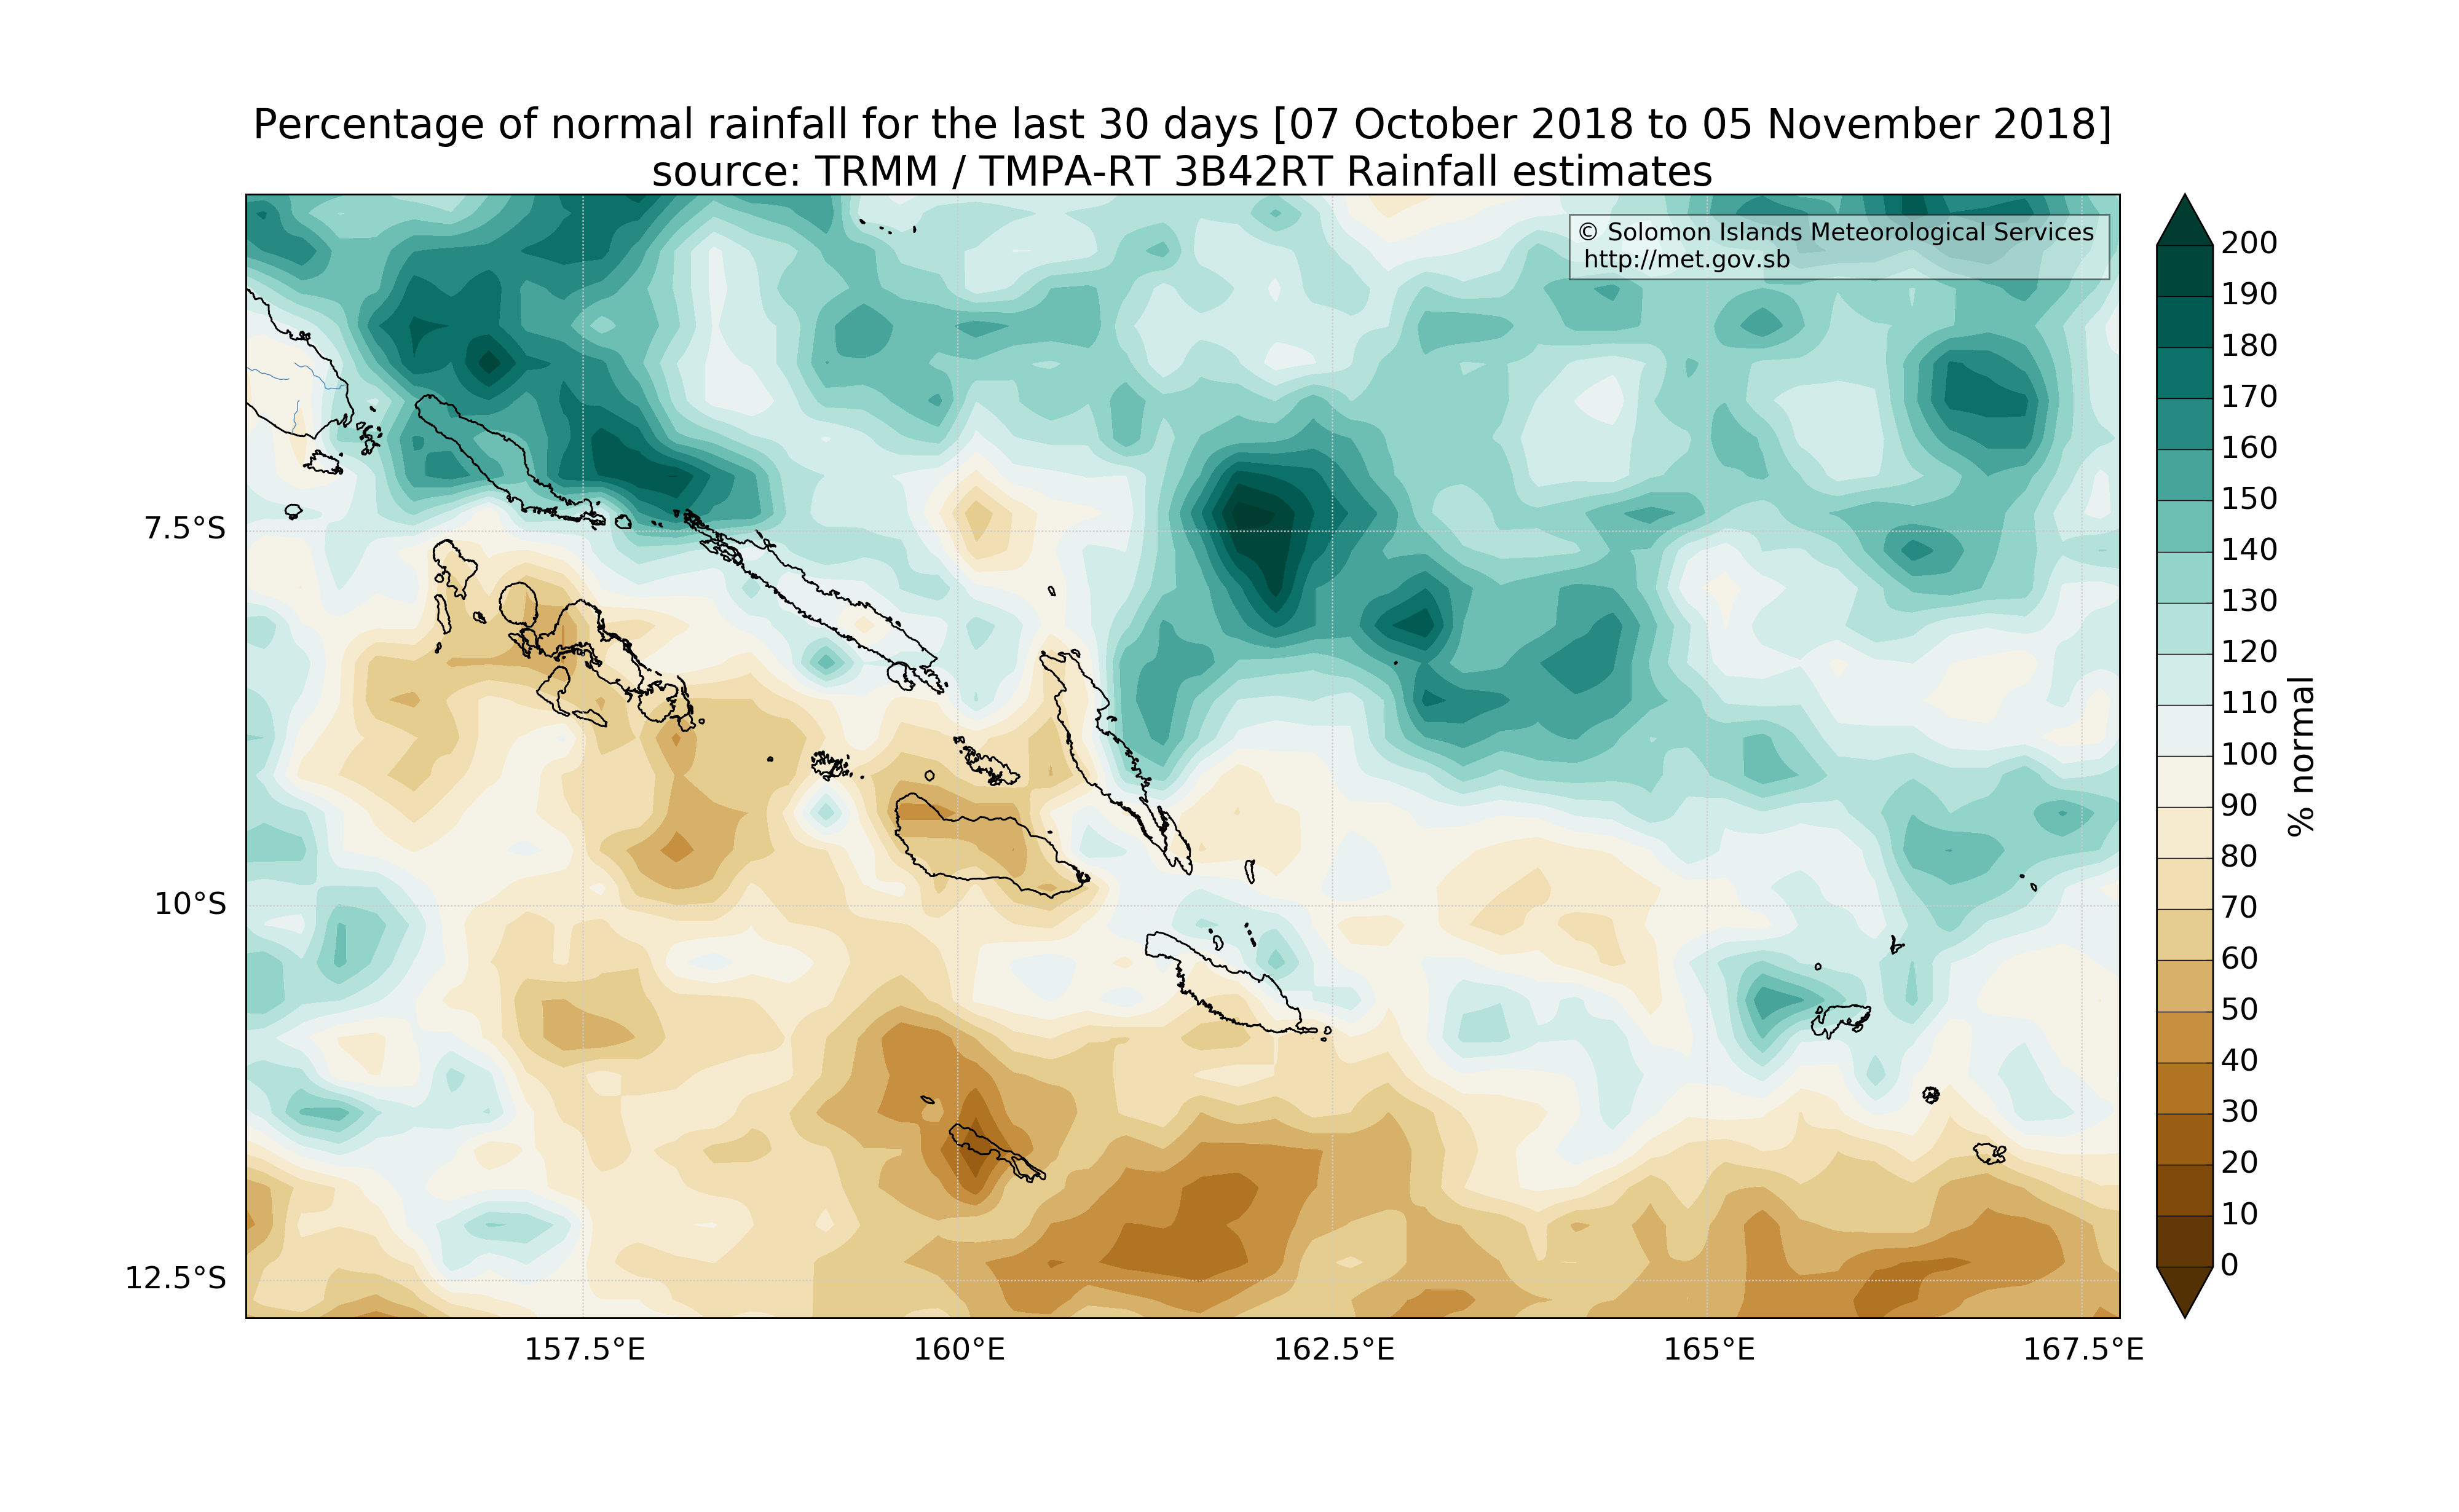 Percentage of normal rainfall for the last 30 days [07 October 2018 to 05 November 2018]
source: TRMM / TMPA-RT 3B42RT Rainfall estimates
© Solomon Islands Meteorological Services
http://met.gov.sb
7.5°S
10°S
12.5°S
157.5°E
160°E
162.5°E
165°E
167.5°E
200
190
180
170
160
150
140
130
120
110
100
90
80
70
60
50
40
30
20
10
0
% normal